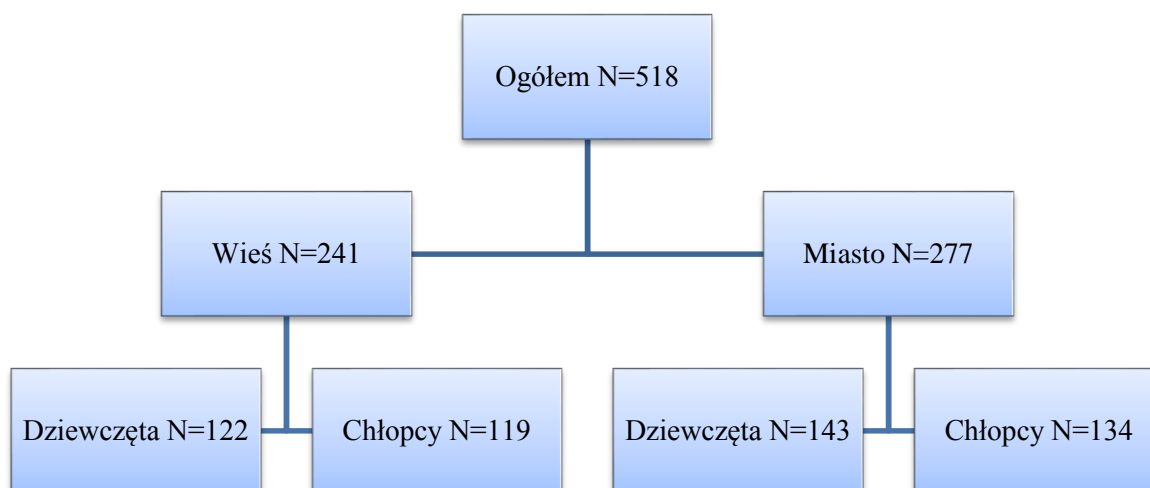 Ogółem N=518
Wieś N=241
Miasto N=277
Dziewczęta N=122
Chłopcy N=119
Dziewczęta N=143
Chłopcy N=134